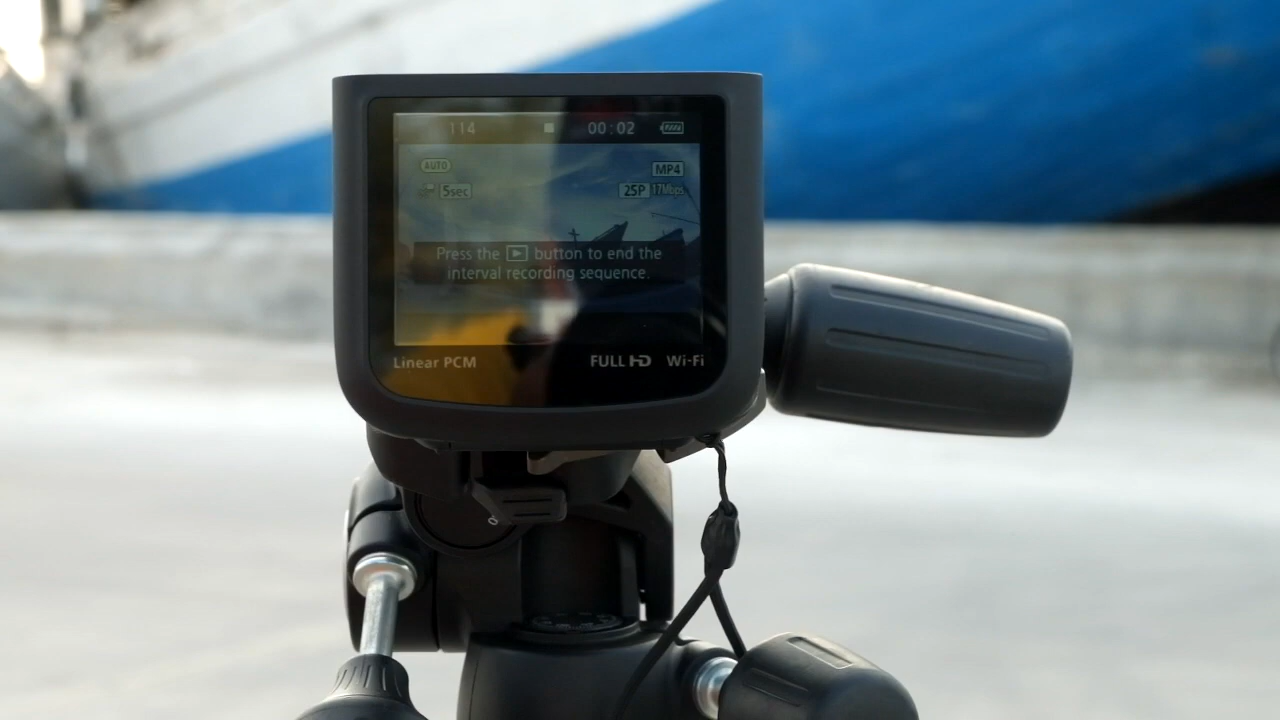 114 00:02
AUTO MP4
5sec 25P 17Mbps
Press the button to end the
interval recording sequence.
Linear PCM FULL HD Wi-Fi
0